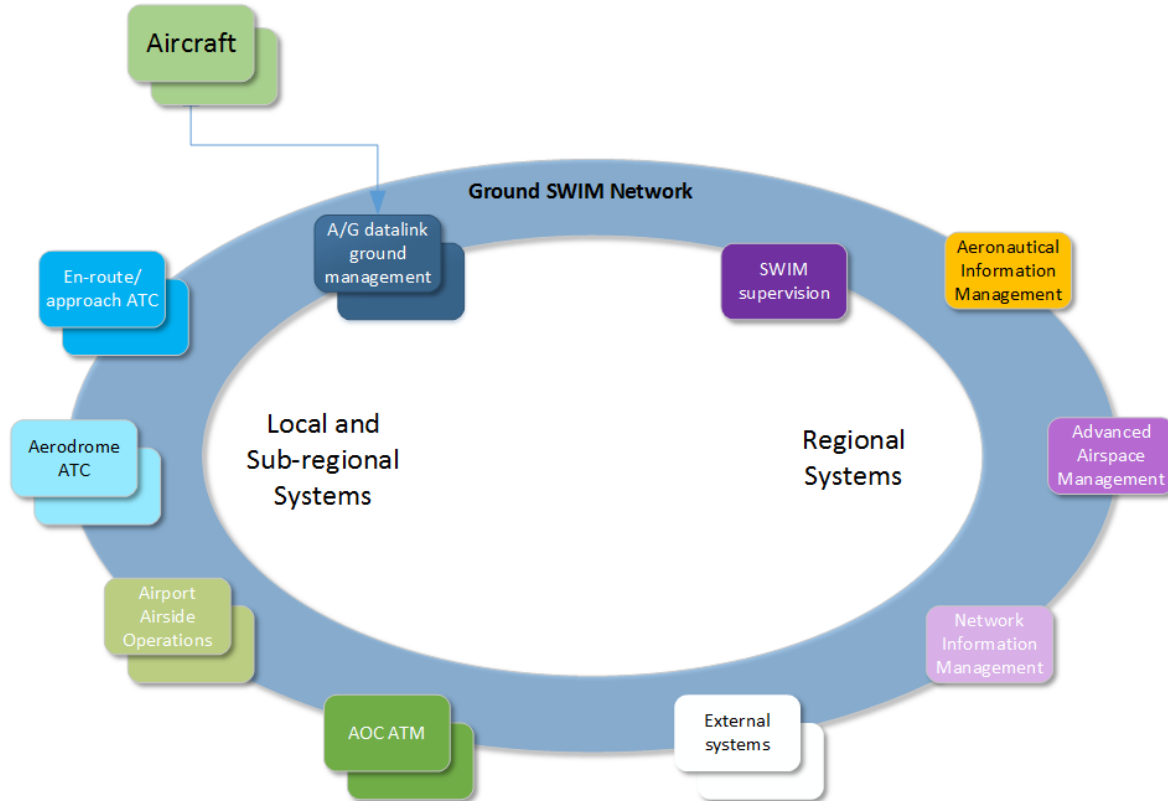 Aircraft
Ground SWIM Network
A/G datalink
ground
management
SWIM
supervision
Aeronautical
Information
Management
En-route/
approach ATC
Local and
Sub-regional
Systems
Regional
Systems
Aerodrome
ATC
Advanced
Airspace
Management
Airport
Airside
Operations
Network
Information
Management
AOC ATM
External
systems